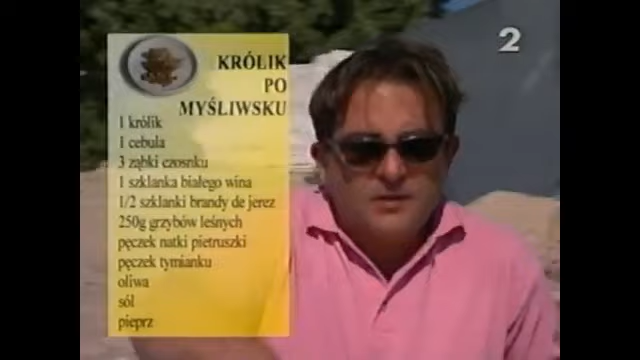 2
KRÓLIK
PO
MYŚLIWSKU
1 królik
1 cebula
3 ząbki czosnku
1 szklanka białego wina
1/2 szklanki brandy de jerez
250g grzybów leśnych
pęczek natki pietruszki
pęczek tymianku
oliwa
sól
pieprz